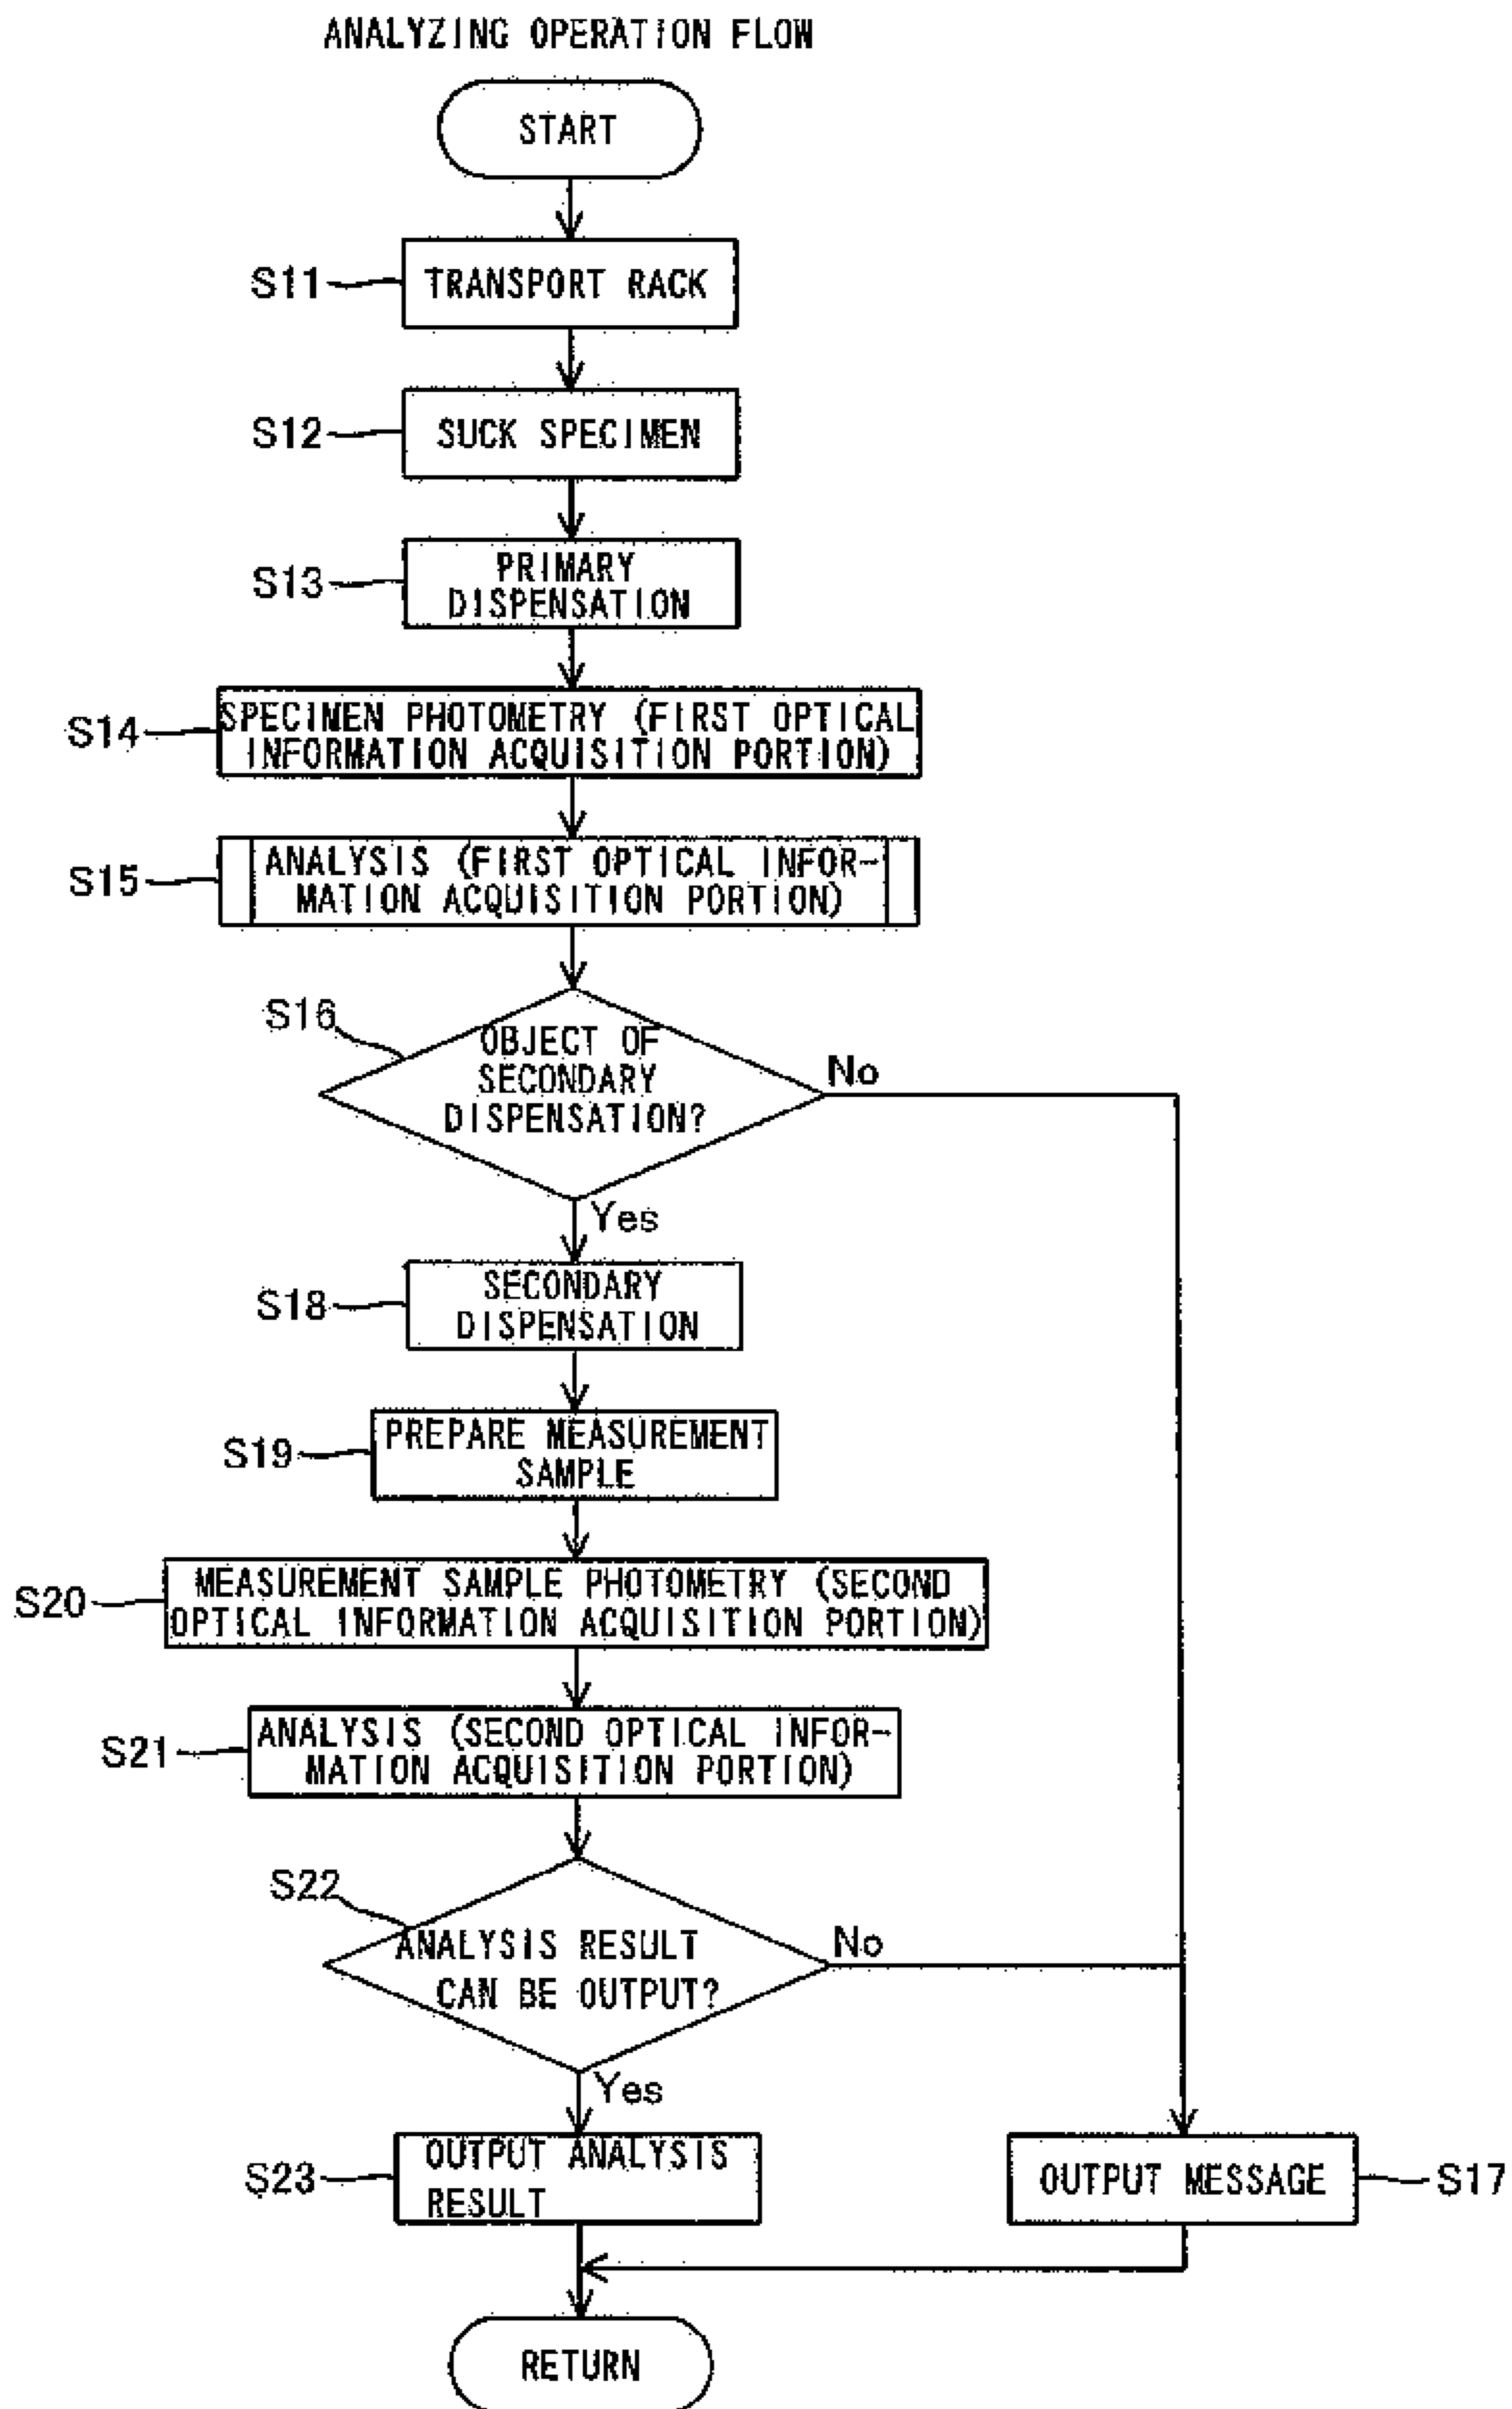 ANALYZING OPERATION FLOW
START
S11
TRANSPORT RACK
S12
SUCK SPECIMEN
S13
PRIMARY
DISPENSATION
S14
SPECIMEN PHOTOMETRY (FIRST OPTICAL
INFORMATION ACQUISITION PORTION)
S15
ANALYSIS (FIRST OPTICAL INFOR-
MATION ACQUISITION PORTION)
S16
OBJECT OF
SECONDARY
DISPENSATION?
No
Yes
S18
SECONDARY
DISPENSATION
S19
PREPARE MEASUREMENT
SAMPLE
S20
MEASUREMENT SAMPLE PHOTOMETRY (SECOND
OPTICAL INFORMATION ACQUISITION PORTION)
S21
ANALYSIS (SECOND OPTICAL INFOR-
MATION ACQUISITION PORTION)
S22
ANALYSIS RESULT
CAN BE OUTPUT?
No
Yes
S23
OUTPUT ANALYSIS
RESULT
OUTPUT MESSAGE
S17
RETURN